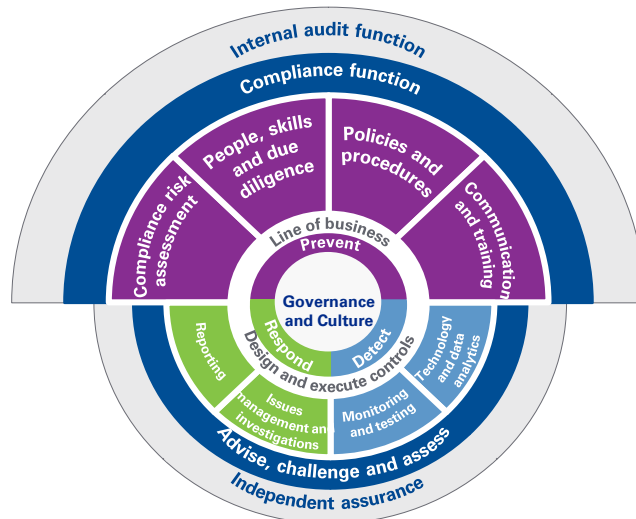 Internal audit function
Compliance function
People, skills
and due
diligence
Policies and
procedures
Compliance risk
assessment
Communication
and training
Line of business
Prevent
Governance
and Culture
Respond
Detect
Design and execute controls
Reporting
Issues
management and
investigations
Monitoring
and testing
Technology
and data
analytics
Advise, challenge and assess
Independent assurance